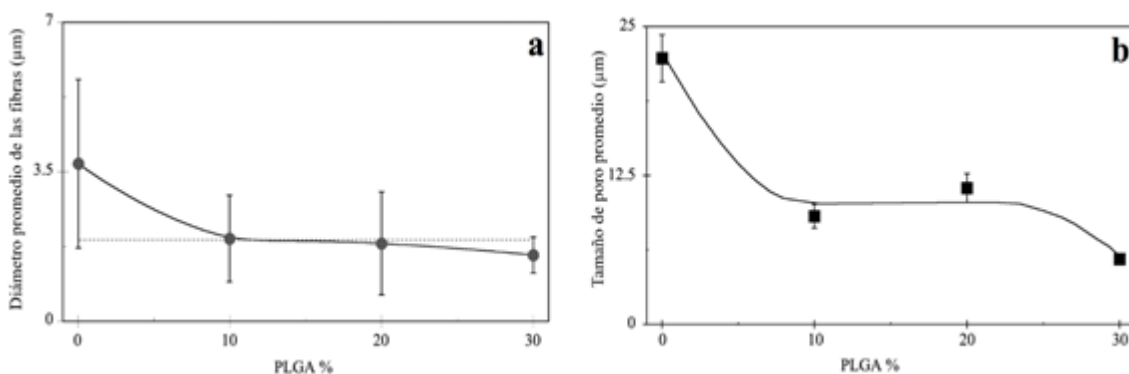 a
Diámetro promedio de las fibras (µm)
7
3.5
0
0 10 20 30
PLGA %
b
Tamaño de poro promedio (µm)
25
12.5
0
0 10 20 30
PLGA %